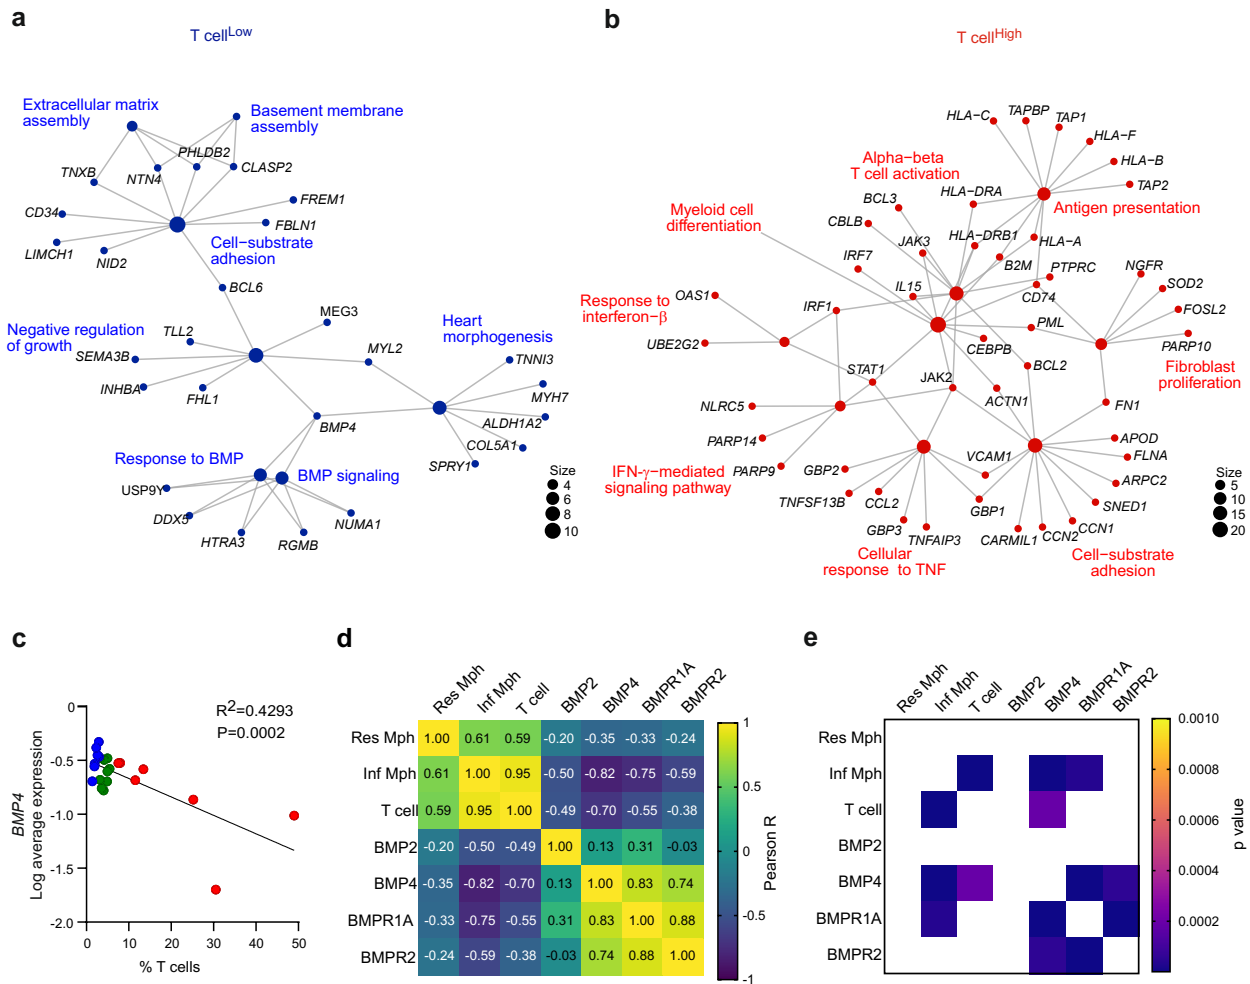 a
T cellLow
Extracellular matrix
assembly
Basement membrane
assembly
PHLDB2
TNXB
NTN4
CLASP2
FREM1
CD34
FBLN1
LIMCH1
NID2
Cell−substrate
adhesion
BCL6
MEG3
Negative regulation
of growth
TLL2
SEMA3B
MYL2
Heart
morphogenesis
TNNI3
INHBA
FHL1
MYH7
ALDH1A2
BMP4
COL5A1
SPRY1
Response to BMP
BMP signaling
USP9Y
DDX5
NUMA1
HTRA3
RGMB
Size
4
6
8
10
b
T cellHigh
HLA−C
TAPBP
TAP1
HLA−F
HLA−B
TAP2
Alpha−beta
T cell activation
HLA−DRA
Antigen presentation
BCL3
Myeloid cell
differentiation
CBLB
JAK3
HLA−DRB1
HLA−A
IRF7
B2M
PTPRC
NGFR
SOD2
CD74
IL15
OAS1
Response to
interferon−β
IRF1
FOSL2
PML
UBE2G2
CEBPB
PARP10
Fibroblast
proliferation
STAT1
JAK2
BCL2
ACTN1
NLRC5
FN1
PARP14
APOD
FLNA
PARP9
IFN−γ−mediated
signaling pathway
GBP2
VCAM1
ARPC2
TNFSF13B
CCL2
GBP1
SNED1
GBP3
TNFAIP3
CARMIL1
CCN2
CCN1
Cellular
response to TNF
Cell−substrate
adhesion
Size
5
10
15
20
c
R2=0.4293
P=0.0002
BMP4
Log average expression
0
-0.5
-1.0
-1.5
-2.0
0 10 20 30 40 50
% T cells
d
Res Mph Inf Mph T cell BMP2 BMP4 BMPR1A BMPR2
Res Mph 1.00 0.61 0.59 -0.20 -0.35 -0.33 -0.24
Inf Mph 0.61 1.00 0.95 -0.50 -0.82 -0.75 -0.59
T cell 0.59 0.95 1.00 -0.49 -0.70 -0.55 -0.38
BMP2 -0.20 -0.50 -0.49 1.00 0.13 0.31 -0.03
BMP4 -0.35 -0.82 -0.70 0.13 1.00 0.83 0.74
BMPR1A -0.33 -0.75 -0.55 0.31 0.83 1.00 0.88
BMPR2 -0.24 -0.59 -0.38 -0.03 0.74 0.88 1.00
1
0.5
0
-0.5
-1
Pearson R
e
Res Mph Inf Mph T cell BMP2 BMP4 BMPR1A BMPR2
Res Mph
Inf Mph
T cell
BMP2
BMP4
BMPR1A
BMPR2
0.0010
0.0008
0.0006
0.0004
0.0002
p value